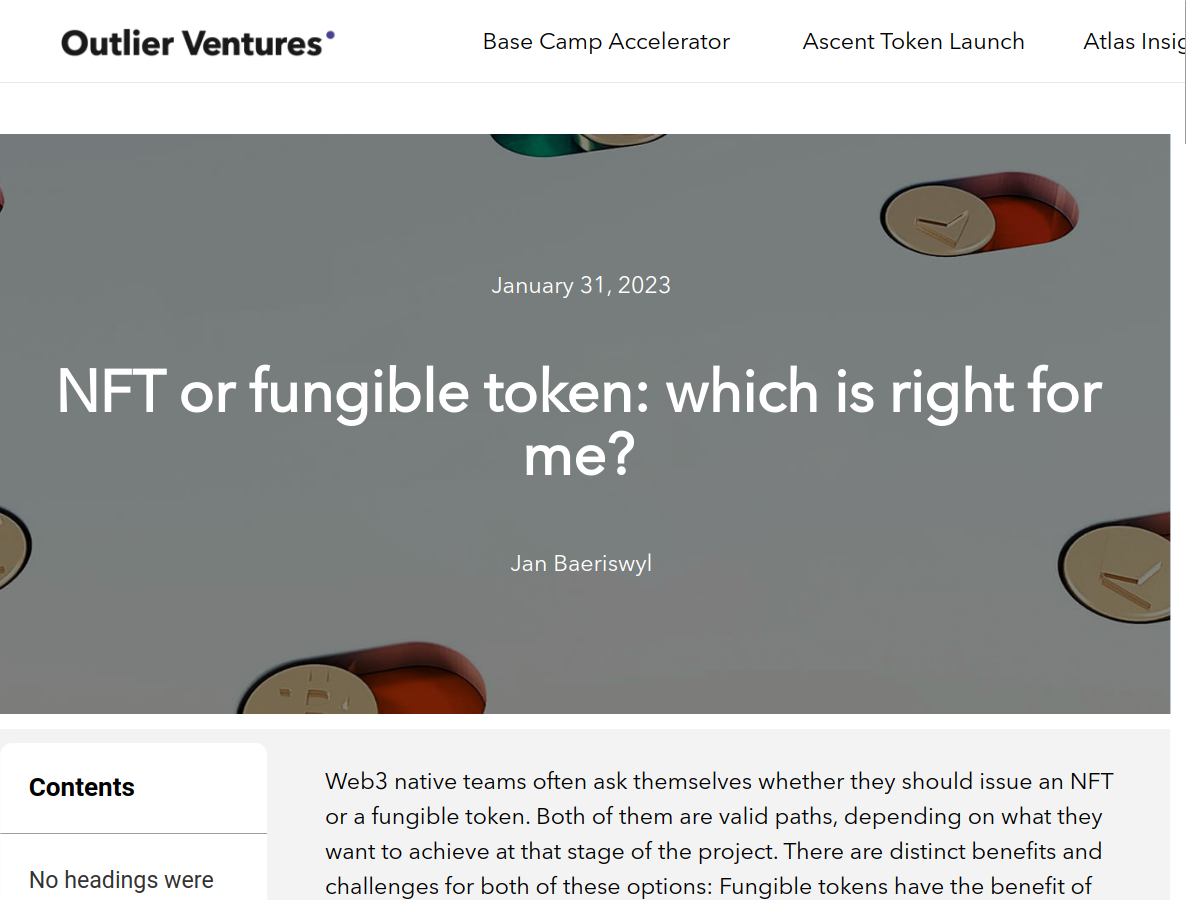 Outlier Ventures
Base Camp Accelerator
Ascent Token Launch
Atlas Insig
January 31, 2023
NFT or fungible token: which is right for
me?
Jan Baeriswyl
Contents
No headings were
Web3 native teams often ask themselves whether they should issue an NFT
or a fungible token. Both of them are valid paths, depending on what they
want to achieve at that stage of the project. There are distinct benefits and
challenges for both of these options: Fungible tokens have the benefit of